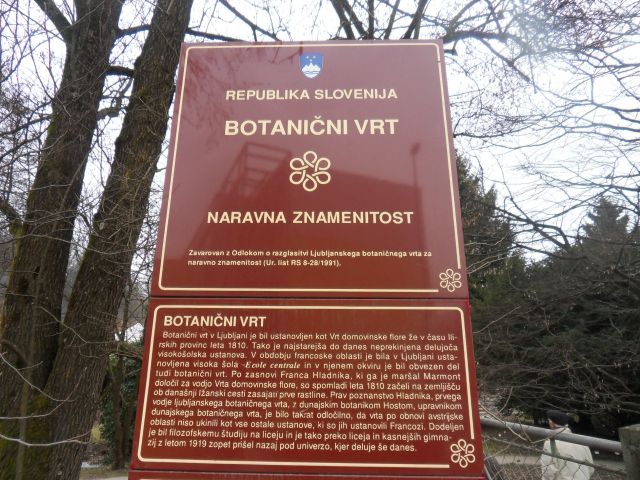 REPUBLIKA SLOVENIJA
BOTANIČNI VRT
NARAVNA ZNAMENITOST
Zavarovan z Odlokom o razglasitvi Ljubljanskega botaničnega vrta za
naravno znamenitost (Ur. list RS 8-28/1991).
BOTANIČNI VRT
Botanični vrt v Ljubljani je bil ustanovljen kot Vrt domovinske flore že v času Ili-
rskih provinc leta 1810. Tako je najstarejša do danes neprekinjena delujoča
visokošolska ustanova. V obdobju francoske oblasti je bila v Ljubljani usta-
novljena visoka šola -Ecole centrale in v njenem okviru je bil obvezen del
tudi botanični vrt. Po zasnovi Franca Hladnika, ki ga je maršal Marmont
določil za vodjo Vrta domovinske flore, so spomladi leta 1810 začeli na zemljišču
ob današnji Ižanski cesti zasajati prve rastline. Prav poznanstvo Hladnika, prvega
vodje ljubljanskega botaničnega vrta, z dunajskim botanikom Hostom, upravnikom
dunajskega botaničnega vrta, je bilo takrat odločilno, da vrta po obnovi avstrijske
oblasti niso ukinili kot vse ostale ustanove, ki so jih ustanovili Francozi. Dodeljen
je bil filozofskemu študiju na liceju in je tako preko liceja in kasnejših gimna-
zij z letom 1919 zopet prišel nazaj pod univerzo, kjer deluje še danes.